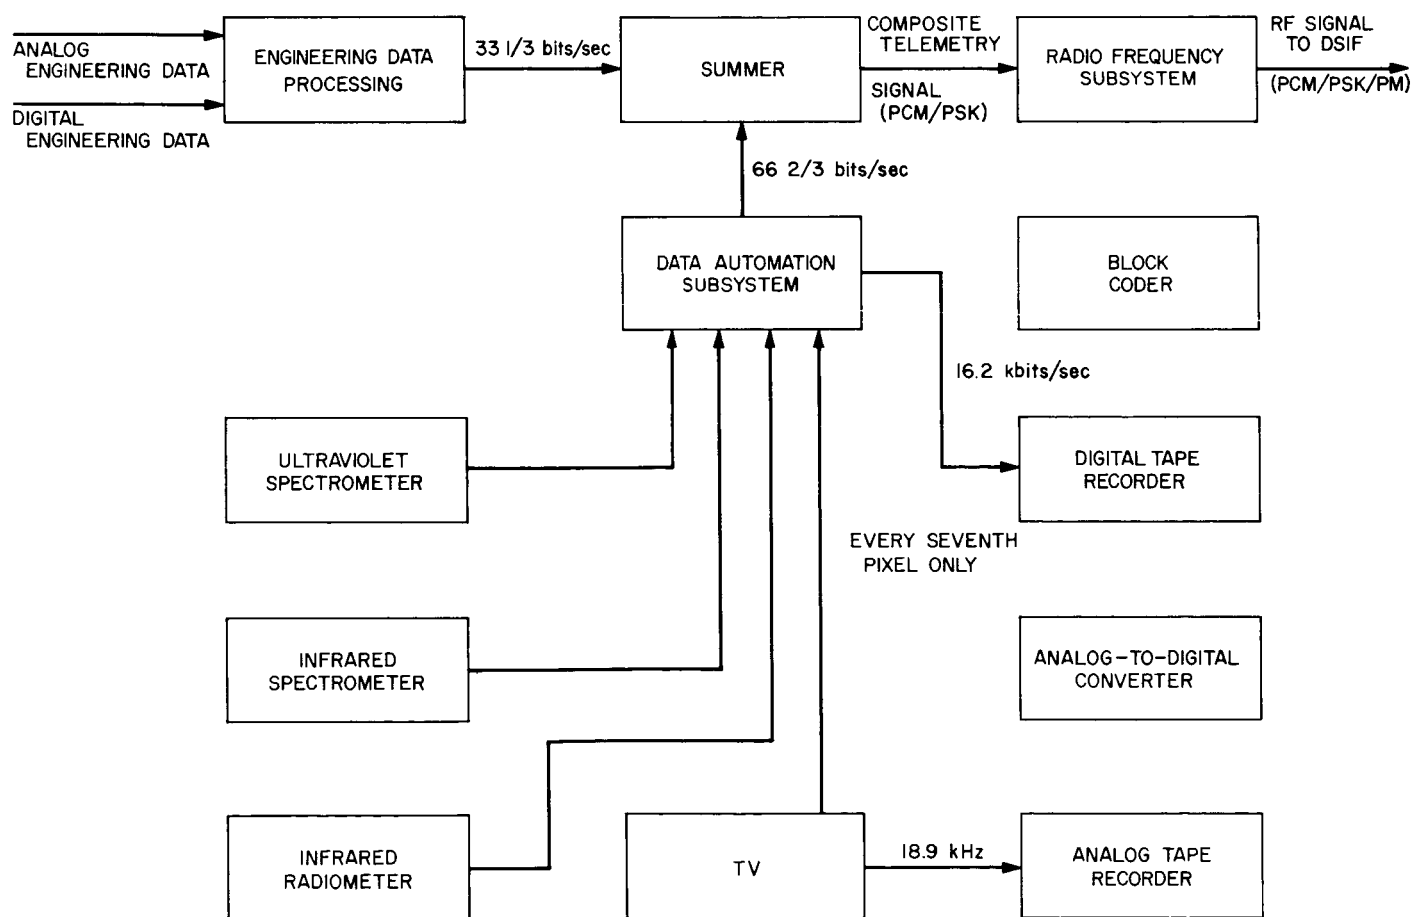 ANALOG
ENGINEERING DATA
DIGITAL
ENGINEERING DATA
ENGINEERING DATA
PROCESSING
33 1/3 bits/sec
SUMMER
COMPOSITE
TELEMETRY
SIGNAL
(PCM/PSK)
RADIO FREQUENCY
SUBSYSTEM
RF SIGNAL
TO DSIF
(PCM/PSK/PM)
66 2/3 bits/sec
DATA AUTOMATION
SUBSYSTEM
BLOCK
CODER
16.2 kbits/sec
ULTRAVIOLET
SPECTROMETER
DIGITAL TAPE
RECORDER
EVERY SEVENTH
PIXEL ONLY
INFRARED
SPECTROMETER
ANALOG-TO-DIGITAL
CONVERTER
INFRARED
RADIOMETER
TV
18.9 kHz
ANALOG TAPE
RECORDER